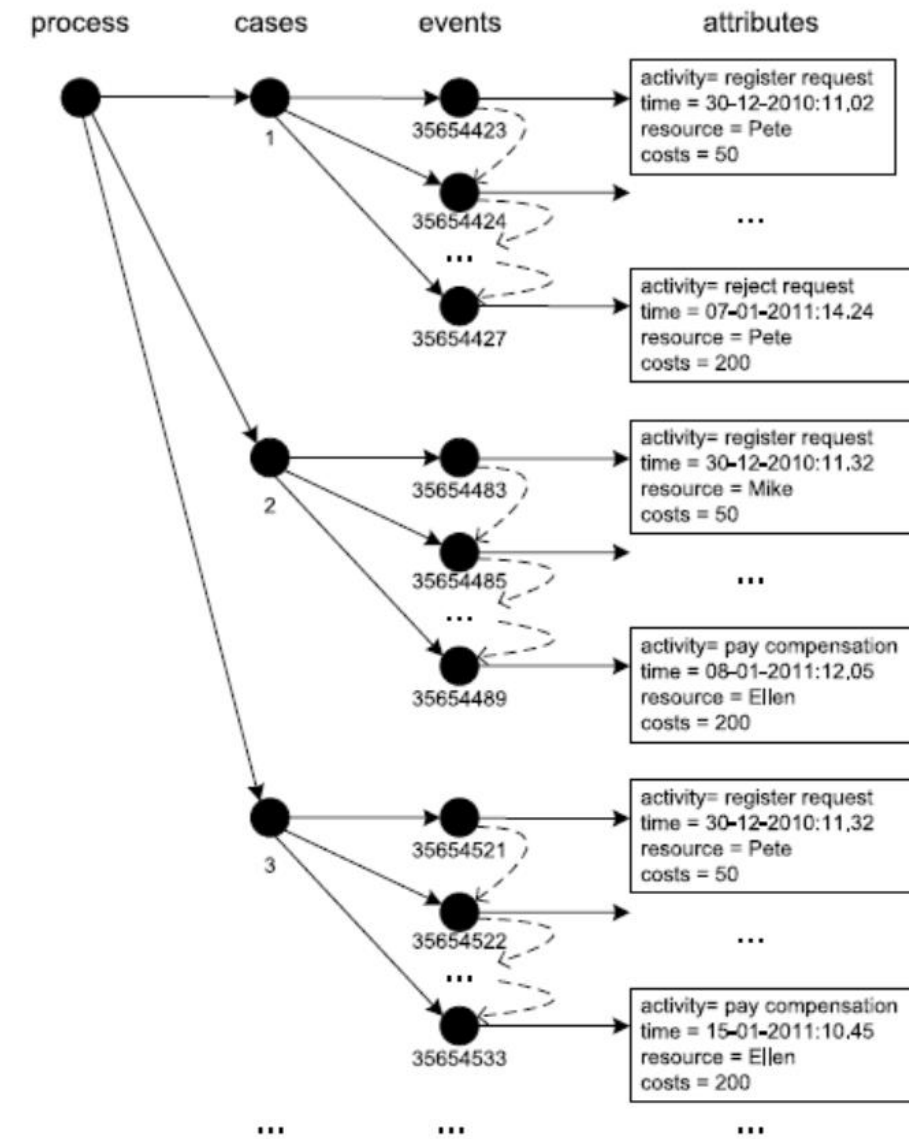 process cases events attributes
35654423
1
activity= register request
time = 30-12-2010:11.02
resource = Pete
costs = 50
35654424
...
...
35654427
activity= reject request
time = 07-01-2011:14.24
resource = Pete
costs = 200
35654483
2
activity= register request
time = 30-12-2010:11.32
resource = Mike
costs = 50
35654485
...
...
35654489
activity= pay compensation
time = 08-01-2011:12.05
resource = Ellen
costs = 200
35654521
3
activity= register request
time = 30-12-2010:11.32
resource = Pete
costs = 50
35654522
...
...
35654533
activity= pay compensation
time = 15-01-2011:10.45
resource = Ellen
costs = 200
... ... ...